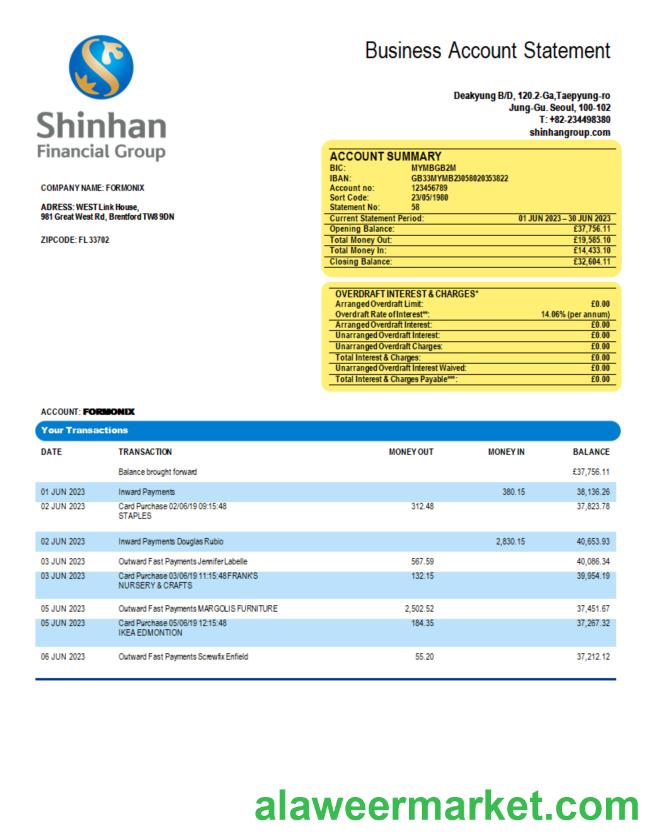 Business Account Statement
Shinhan
Financial Group
Deakyung B/D, 120.2-Ga,Taepyung-ro
Jung-Gu. Seoul, 100-102
T: +82-234498380
shinhangroup.com
COMPANY NAME: FORMONIX
ADRESS: WEST Link House,
981 Great West Rd, Brentford TW8 9DN
ZIPCODE: FL 33702
ACCOUNT SUMMARY
BIC: MYMBGB2M
IBAN: GB33MYMB23058020353822
Account no: 123456789
Sort Code: 23/05/1980
Statement No: 58
Current Statement Period: 01 JUN 2023 – 30 JUN 2023
Opening Balance: £37,756.11
Total Money Out: £19,585.10
Total Money In: £14,433.10
Closing Balance: £32,604.11
OVERDRAFT INTEREST & CHARGES*
Arranged Overdraft Limit: £0.00
Overdraft Rate of Interest**: 14.06% (per annum)
Arranged Overdraft Interest: £0.00
Unarranged Overdraft Interest: £0.00
Unarranged Overdraft Charges: £0.00
Total Interest & Charges: £0.00
Unarranged Overdraft Interest Waived: £0.00
Total Interest & Charges Payable***: £0.00
ACCOUNT: FORMONIX
Your Transactions
DATE TRANSACTION MONEY OUT MONEY IN BALANCE
Balance brought forward £37,756.11
01 JUN 2023 Inward Payments 380.15 38,136.26
02 JUN 2023 Card Purchase 02/06/19 09:15:48 312.48 37,823.78
STAPLES
02 JUN 2023 Inward Payments Douglas Rubio 2,830.15 40,653.93
03 JUN 2023 Outward Fast Payments Jennifer Labelle 567.59 40,086.34
03 JUN 2023 Card Purchase 03/06/19 11:15:48 FRANK'S 132.15 39,954.19
NURSERY & CRAFTS
05 JUN 2023 Outward Fast Payments MARGOLIS FURNITURE 2,502.52 37,451.67
05 JUN 2023 Card Purchase 05/06/19 12:15:48 184.35 37,267.32
IKEA EDMONTION
06 JUN 2023 Outward Fast Payments Screwfix Enfield 55.20 37,212.12
alaweermarket.com